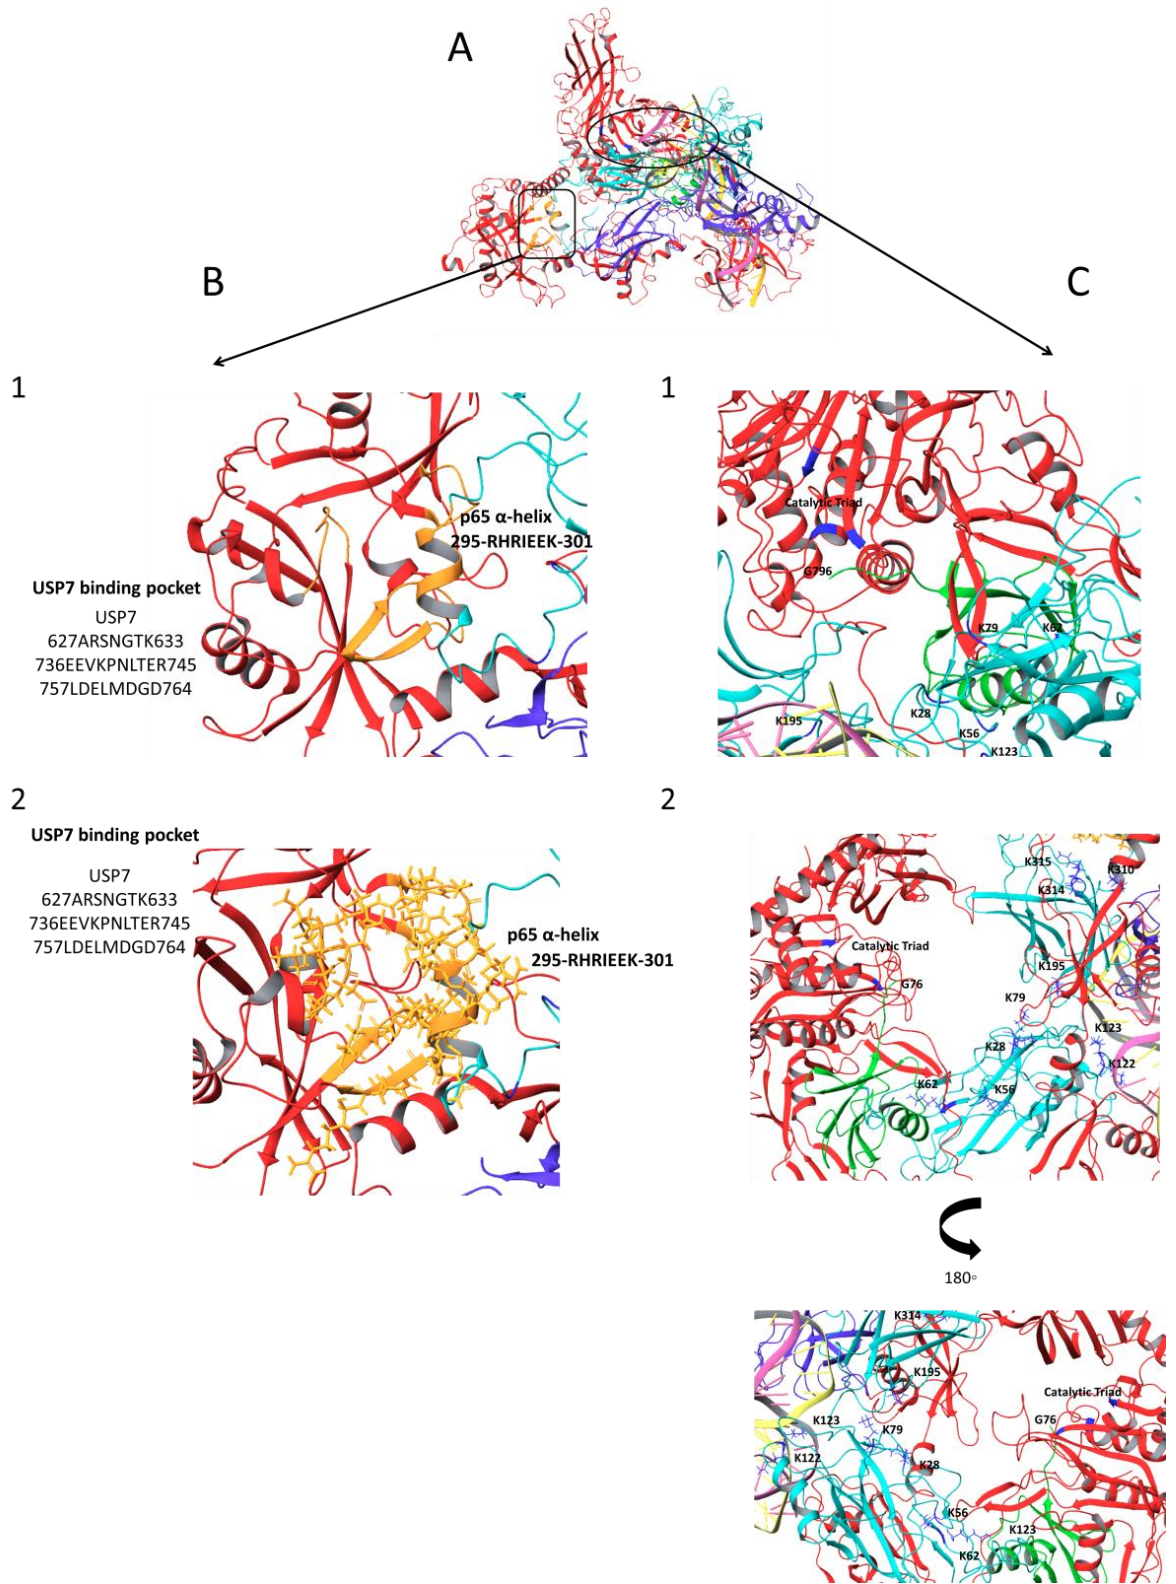 A
B
C
1
p65 α-helix
295-RHRIEEK-301
USP7 binding pocket
USP7
627ARSNGTK633
736EEVKPNLTER745
757LDELMDGD764
1
Catalytic Triad
G796
K79
K62
K28
K195
K56
K123
2
USP7 binding pocket
USP7
627ARSNGTK633
736EEVKPNLTER745
757LDELMDGD764
p65 α-helix
295-RHRIEEK-301
2
K315
K310
K314
Catalytic Triad
K195
G76
K79
K123
K28
K122
K62
K56
180°
K314
K195
Catalytic Triad
G76
K123
K79
K122
K28
K56
K123
K62